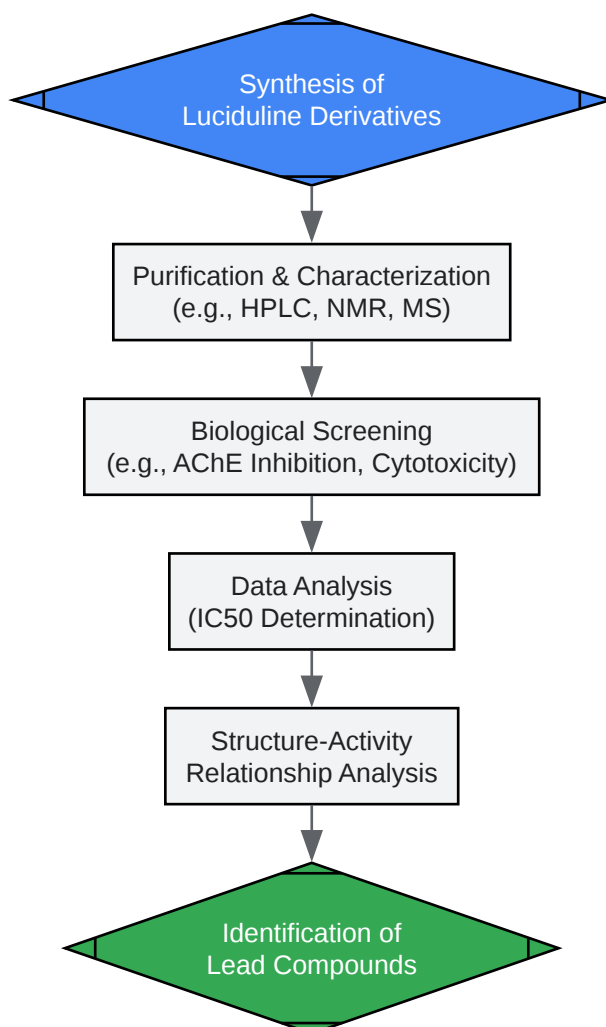 Synthesis of
Luciduline Derivatives
Purification & Characterization
(e.g., HPLC, NMR, MS)
Biological Screening
(e.g., AChE Inhibition, Cytotoxicity)
Data Analysis
(IC50 Determination)
Structure-Activity
Relationship Analysis
Identification of
Lead Compounds